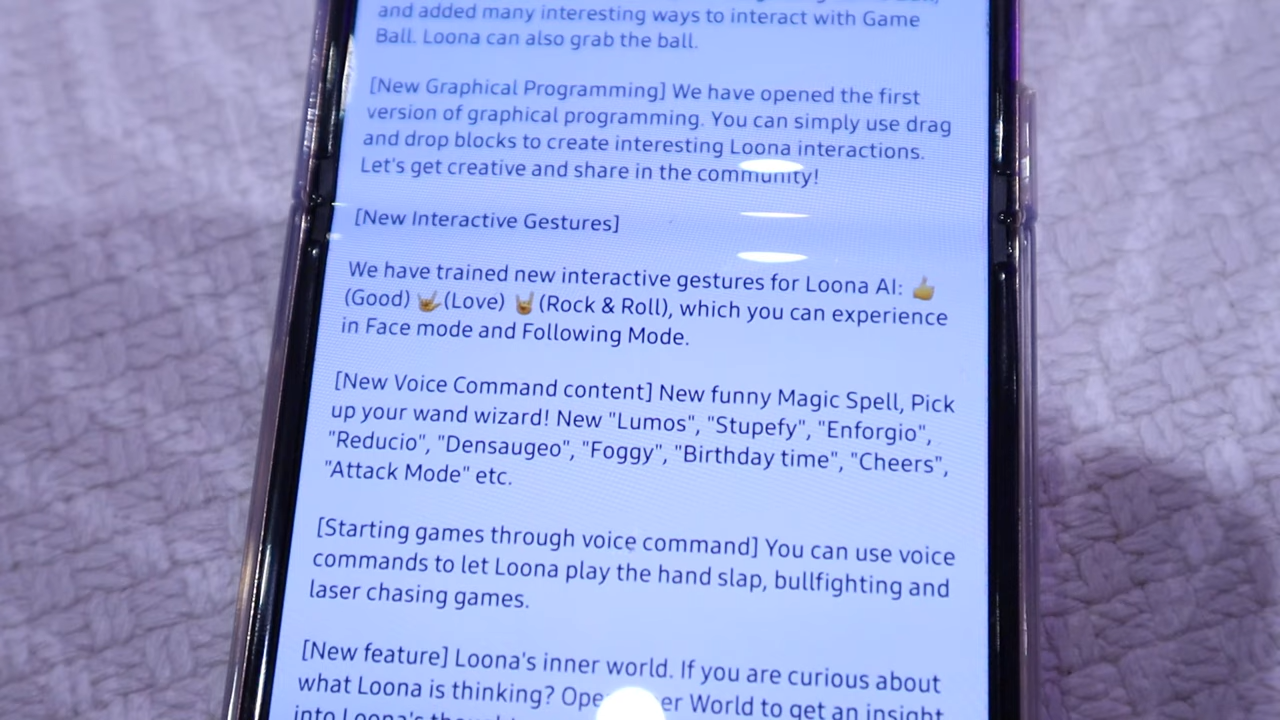 and added many interesting ways to interact with Game
Ball. Loona can also grab the ball.
[New Graphical Programming] We have opened the first
version of graphical programming. You can simply use drag
and drop blocks to create interesting Loona interactions.
Let's get creative and share in the community!
[New Interactive Gestures]
We have trained new interactive gestures for Loona AI: 👍
(Good) 🤟(Love) 🤘(Rock & Roll), which you can experience
in Face mode and Following Mode.
[New Voice Command content] New funny Magic Spell, Pick
up your wand wizard! New "Lumos", "Stupefy", "Enforgio",
"Reducio", "Densaugeo", "Foggy", "Birthday time", "Cheers",
"Attack Mode" etc.
[Starting games through voice command] You can use voice
commands to let Loona play the hand slap, bullfighting and
laser chasing games.
[New feature] Loona's inner world. If you are curious about
what Loona is thinking? World to get an insight
into Loona's